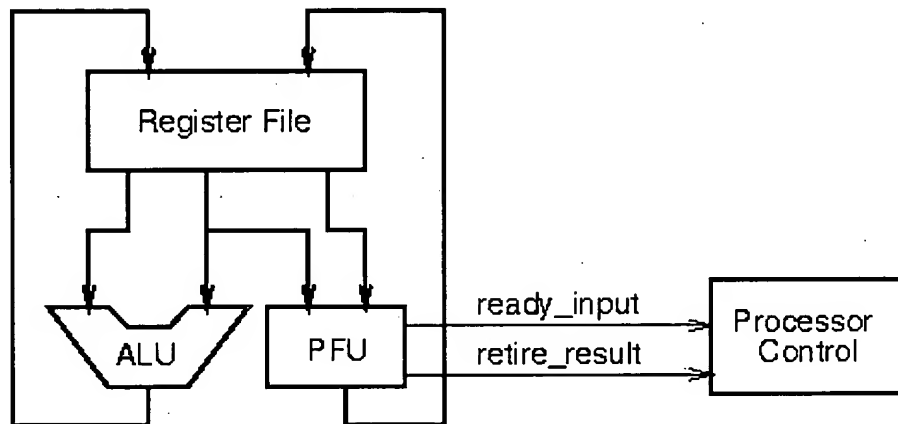 Register File
ALU
PFU
ready_input
retire_result
Processor
Control